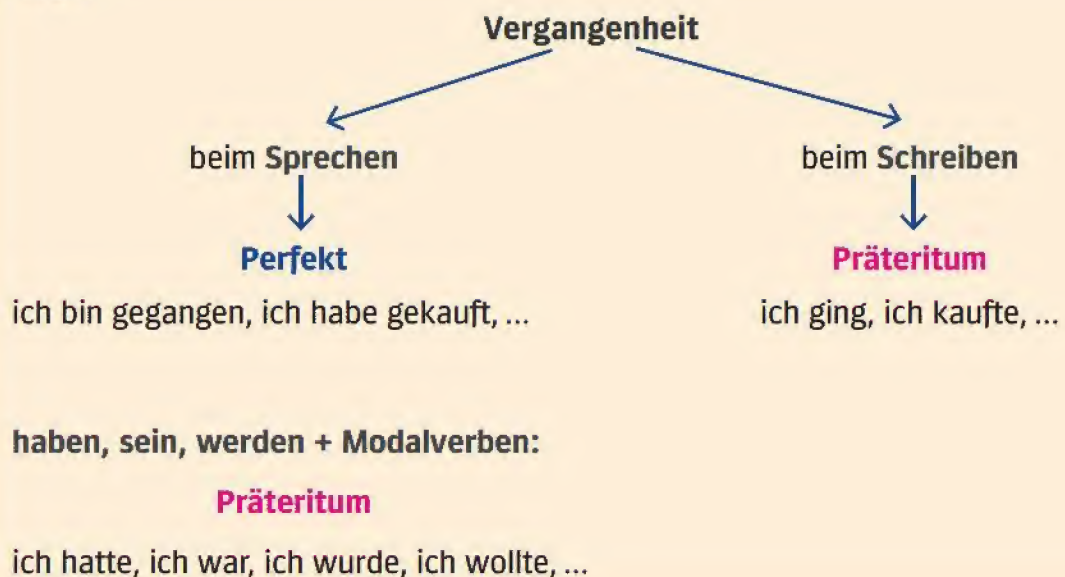 Vergangenheit
beim Sprechen
beim Schreiben
Perfekt
Präteritum
ich bin gegangen, ich habe gekauft, ...
ich ging, ich kaufte, ...
haben, sein, werden + Modalverben:
Präteritum
ich hatte, ich war, ich wurde, ich wollte, ...